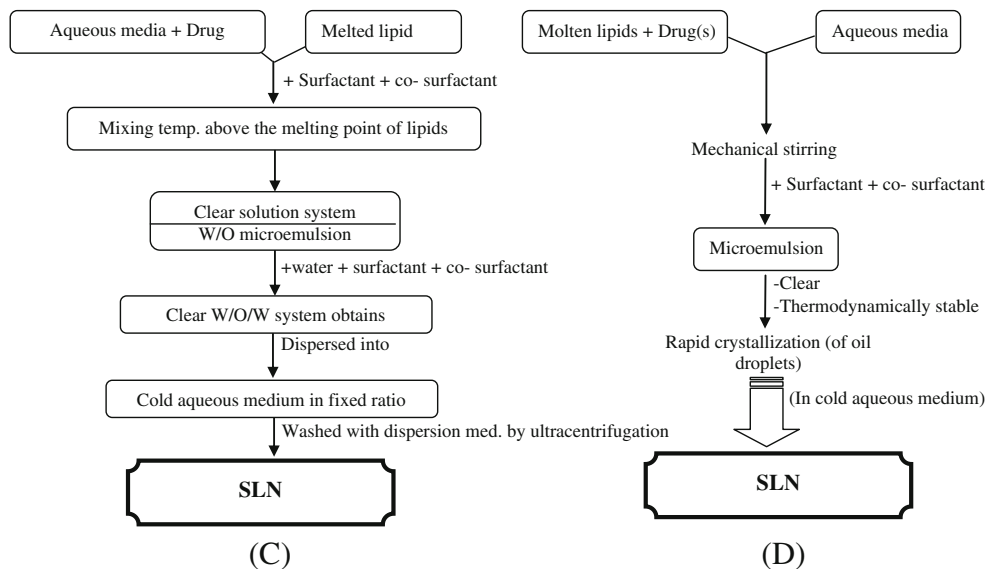 Aqueous media + Drug
Melted lipid
+ Surfactant + co- surfactant
Mixing temp. above the melting point of lipids
Clear solution system
W/O microemulsion
+water + surfactant + co- surfactant
Clear W/O/W system obtains
Dispersed into
Cold aqueous medium in fixed ratio
Washed with dispersion med. by ultracentrifugation
SLN
(C)
Molten lipids + Drug(s)
Aqueous media
Mechanical stirring
+ Surfactant + co- surfactant
Microemulsion
-Clear
-Thermodynamically stable
Rapid crystallization (of oil
droplets)
(In cold aqueous medium)
SLN
(D)